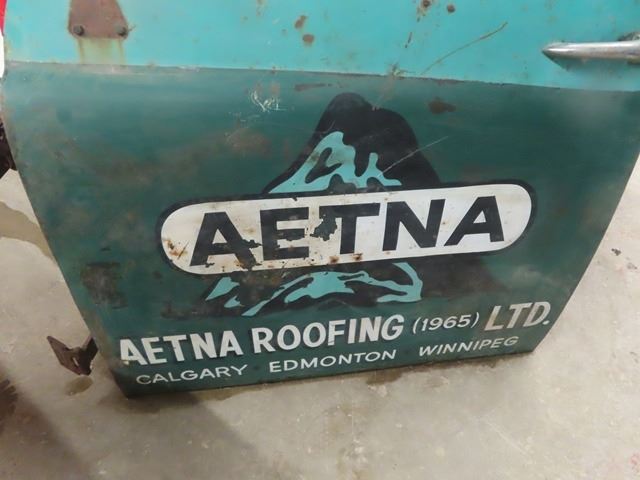 AETNA
AETNA ROOFING (1965) LTD.
CALGARY EDMONTON WINNIPEG